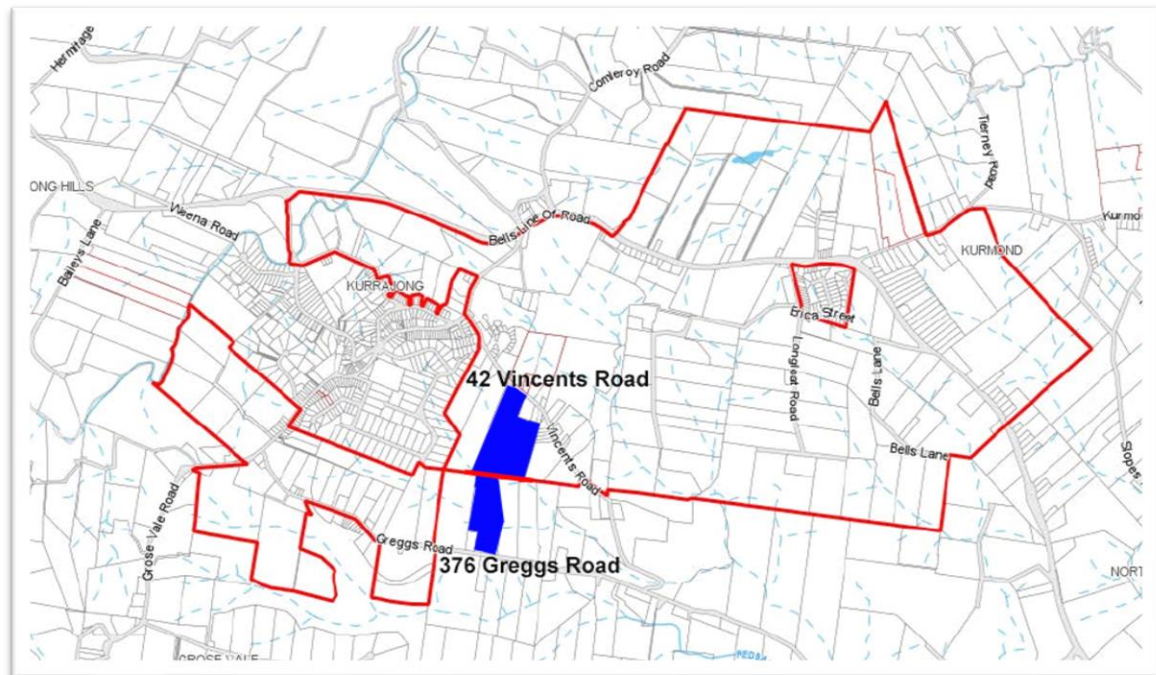 Hermitage
Comleroy Road
Tierney Road
ONG HILLS
Weena Road
Baileys Lane
Bells Line Of Road
Kurmo
KURMOND
KURRAJONG
Erica Street
Longleat Road
Bells Lane
42 Vincents Road
Vincents Road
Bells Lane
Slopes
Grose Vale Road
Greggs Road
376 Greggs Road
NORT
GROSE VALE